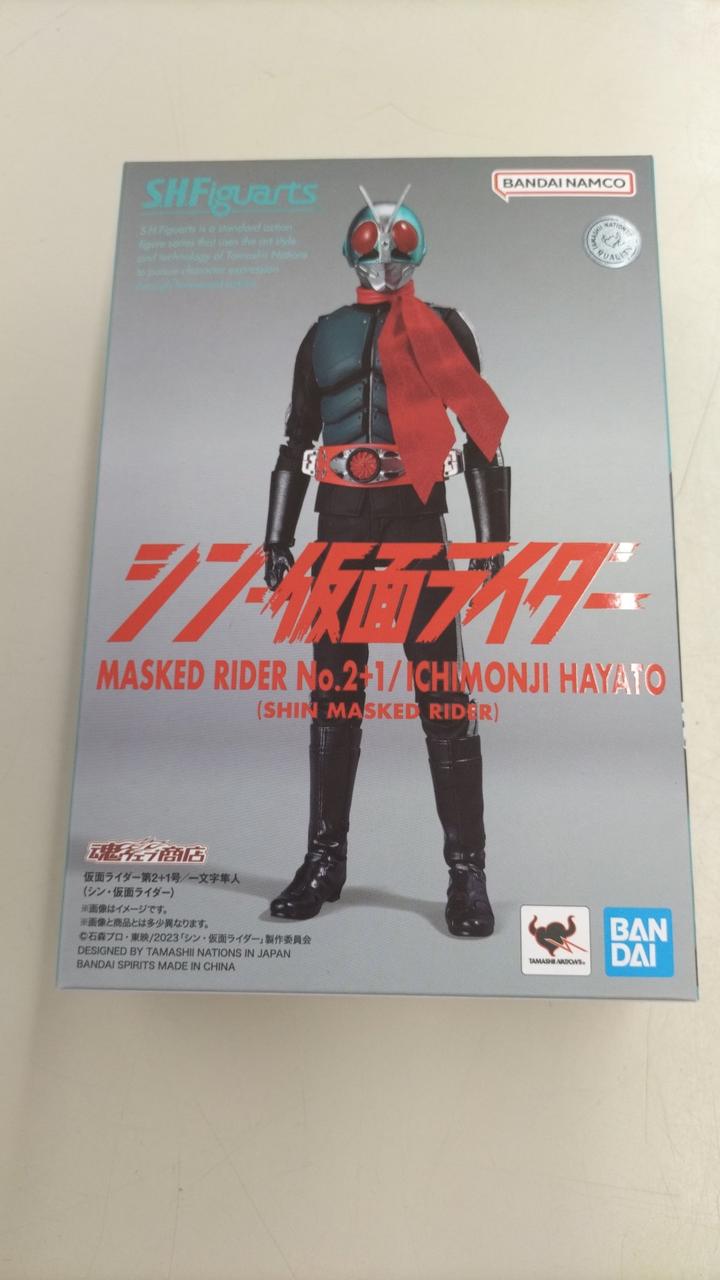 S.H.Figuarts
BANDAI NAMCO
S.H.Figuarts is a standard action
figure series that uses the art style
and technology of Tamashii Nations
to pursue character expression
TAMASHII NATIONS
QUALITY
シン・仮面ライダー
MASKED RIDER No.2+1/ICHIMONJI HAYATO
(SHIN MASKED RIDER)
魂ウェブ商店
仮面ライダー第2+1号/一文字隼人
(シン・仮面ライダー)
※画像はイメージです。
※画像と商品とは多少異なります。
©石森プロ・東映/2023「シン・仮面ライダー」製作委員会
DESIGNED BY TAMASHII NATIONS IN JAPAN
BANDAI SPIRITS MADE IN CHINA
TAMASHII NATIONS®
BAN
DAI